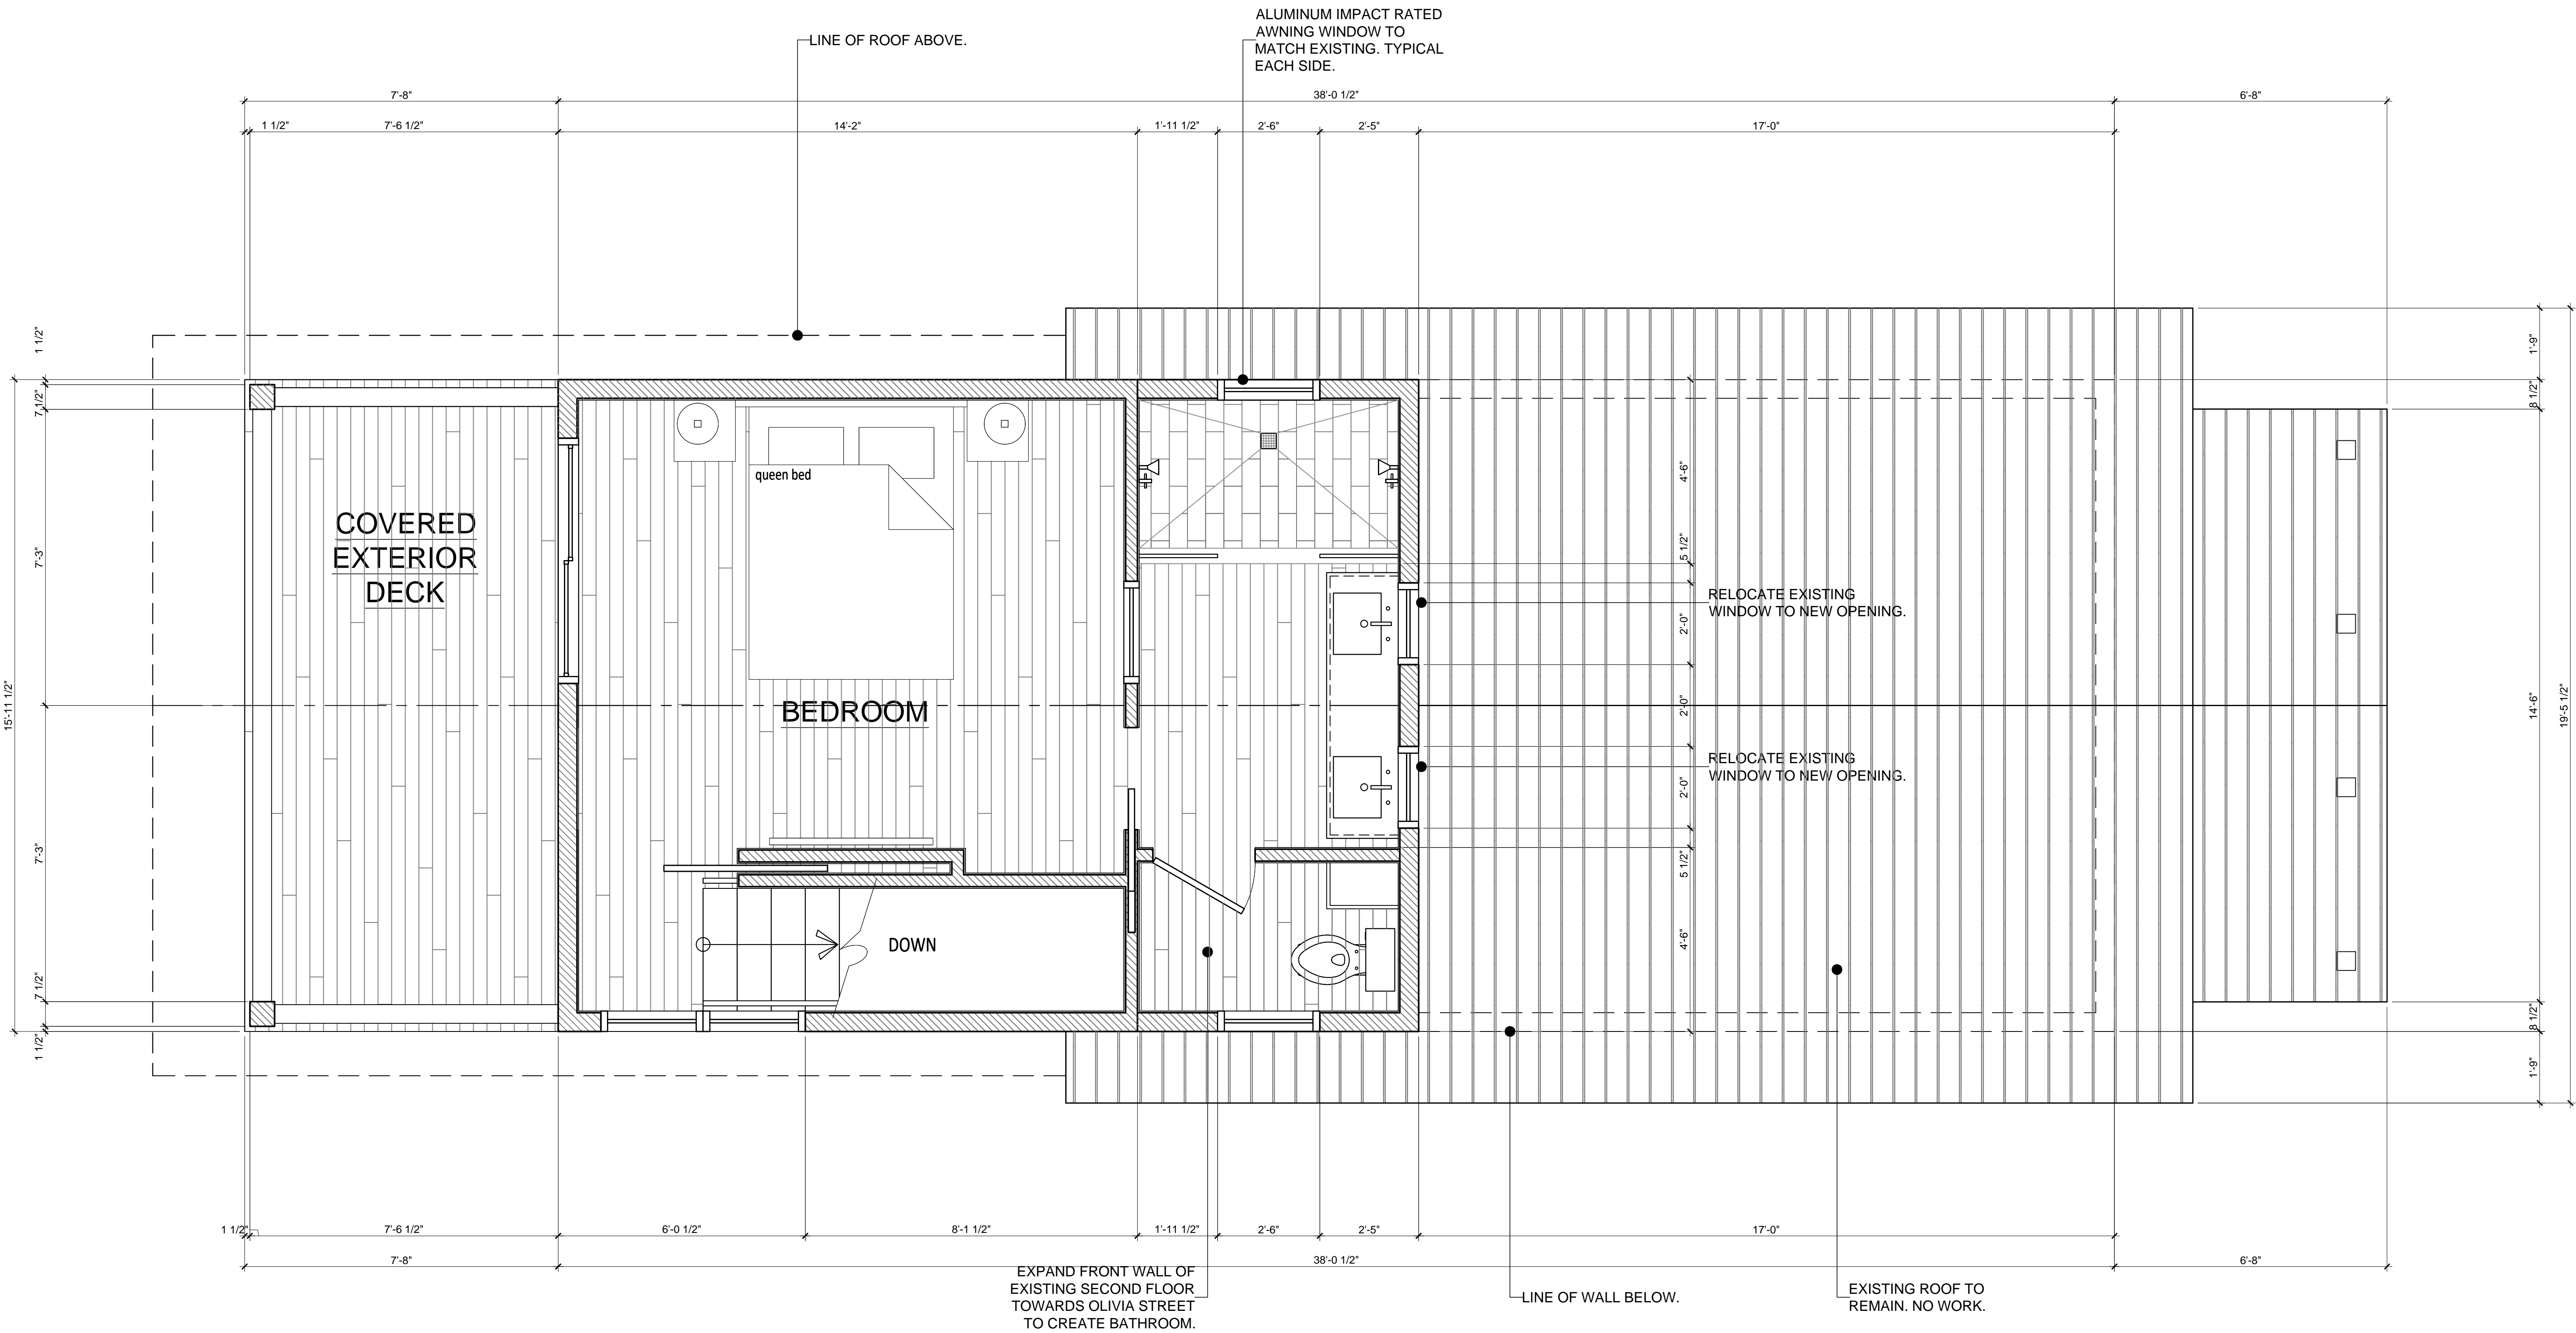 ALUMINUM IMPACT RATED
AWNING WINDOW TO
MATCH EXISTING. TYPICAL
EACH SIDE.
LINE OF ROOF ABOVE.
7'-8"
38'-0 1/2"
6'-8"
1 1/2"
7'-6 1/2"
14'-2"
1'-11 1/2"
2'-6"
2'-5"
17'-0"
1 1/2"
7 1/2"
7'-3"
15'-11 1/2"
7'-3"
7 1/2"
1 1/2"
COVERED
EXTERIOR
DECK
queen bed
BEDROOM
DOWN
4'-6"
5 1/2"
2'-0"
2'-0"
2'-0"
5 1/2"
4'-6"
RELOCATE EXISTING
WINDOW TO NEW OPENING.
RELOCATE EXISTING
WINDOW TO NEW OPENING.
1'-9"
8 1/2"
14'-6"
19'-5 1/2"
8 1/2"
1'-9"
1 1/2"
7'-6 1/2"
6'-0 1/2"
8'-1 1/2"
1'-11 1/2"
2'-6"
2'-5"
17'-0"
7'-8"
38'-0 1/2"
6'-8"
EXPAND FRONT WALL OF
EXISTING SECOND FLOOR
TOWARDS OLIVIA STREET
TO CREATE BATHROOM.
LINE OF WALL BELOW.
EXISTING ROOF TO
REMAIN. NO WORK.